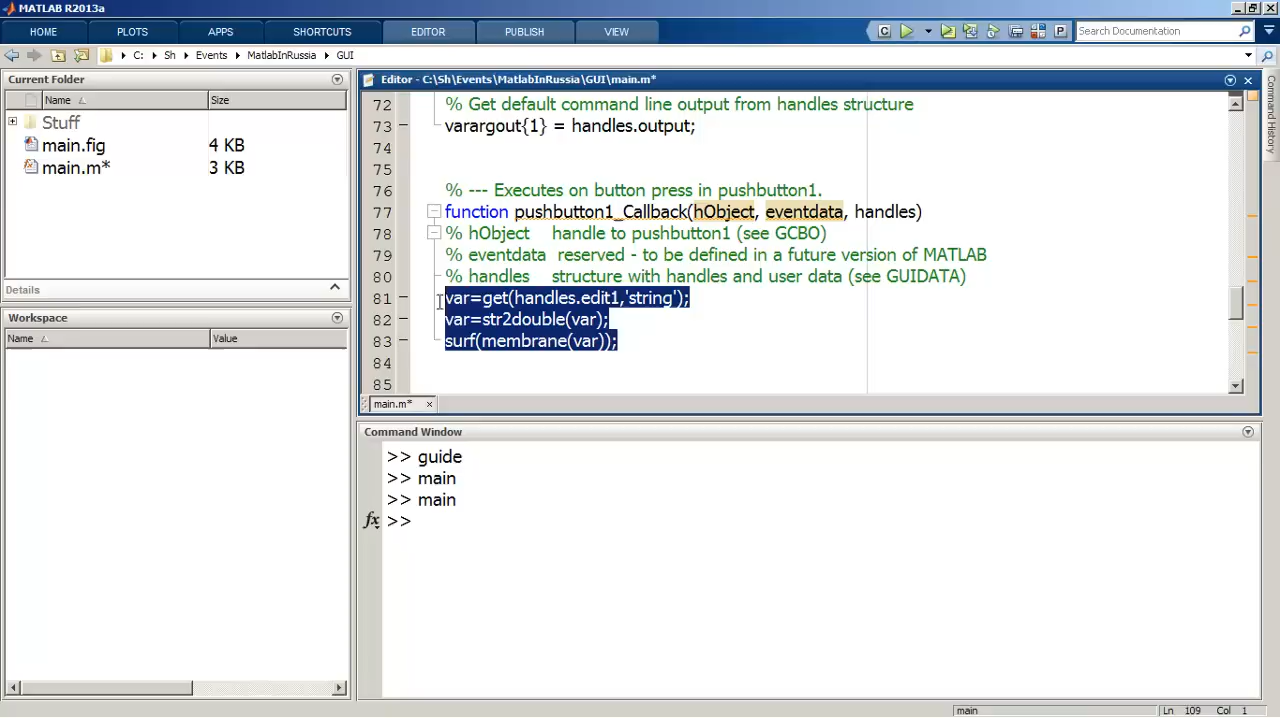 MATLAB R2013a
HOME PLOTS APPS SHORTCUTS EDITOR PUBLISH VIEW Search Documentation
C: Sh Events MatlabInRussia GUI
Current Folder
Name Size
Stuff
main.fig 4 KB
main.m* 3 KB
Details
Workspace
Name Value
Editor - C:\Sh\Events\MatlabInRussia\GUI\main.m*
72 % Get default command line output from handles structure
73 varargout{1} = handles.output;
74
75
76 % --- Executes on button press in pushbutton1.
77 function pushbutton1_Callback(hObject, eventdata, handles)
78 % hObject handle to pushbutton1 (see GCBO)
79 % eventdata reserved - to be defined in a future version of MATLAB
80 % handles structure with handles and user data (see GUIDATA)
81 var=get(handles.edit1,'string');
82 var=str2double(var);
83 surf(membrane(var));
84
85
main.m*
Command Window
>> guide
>> main
>> main
fx >>
Command History
main Ln 109 Col 1